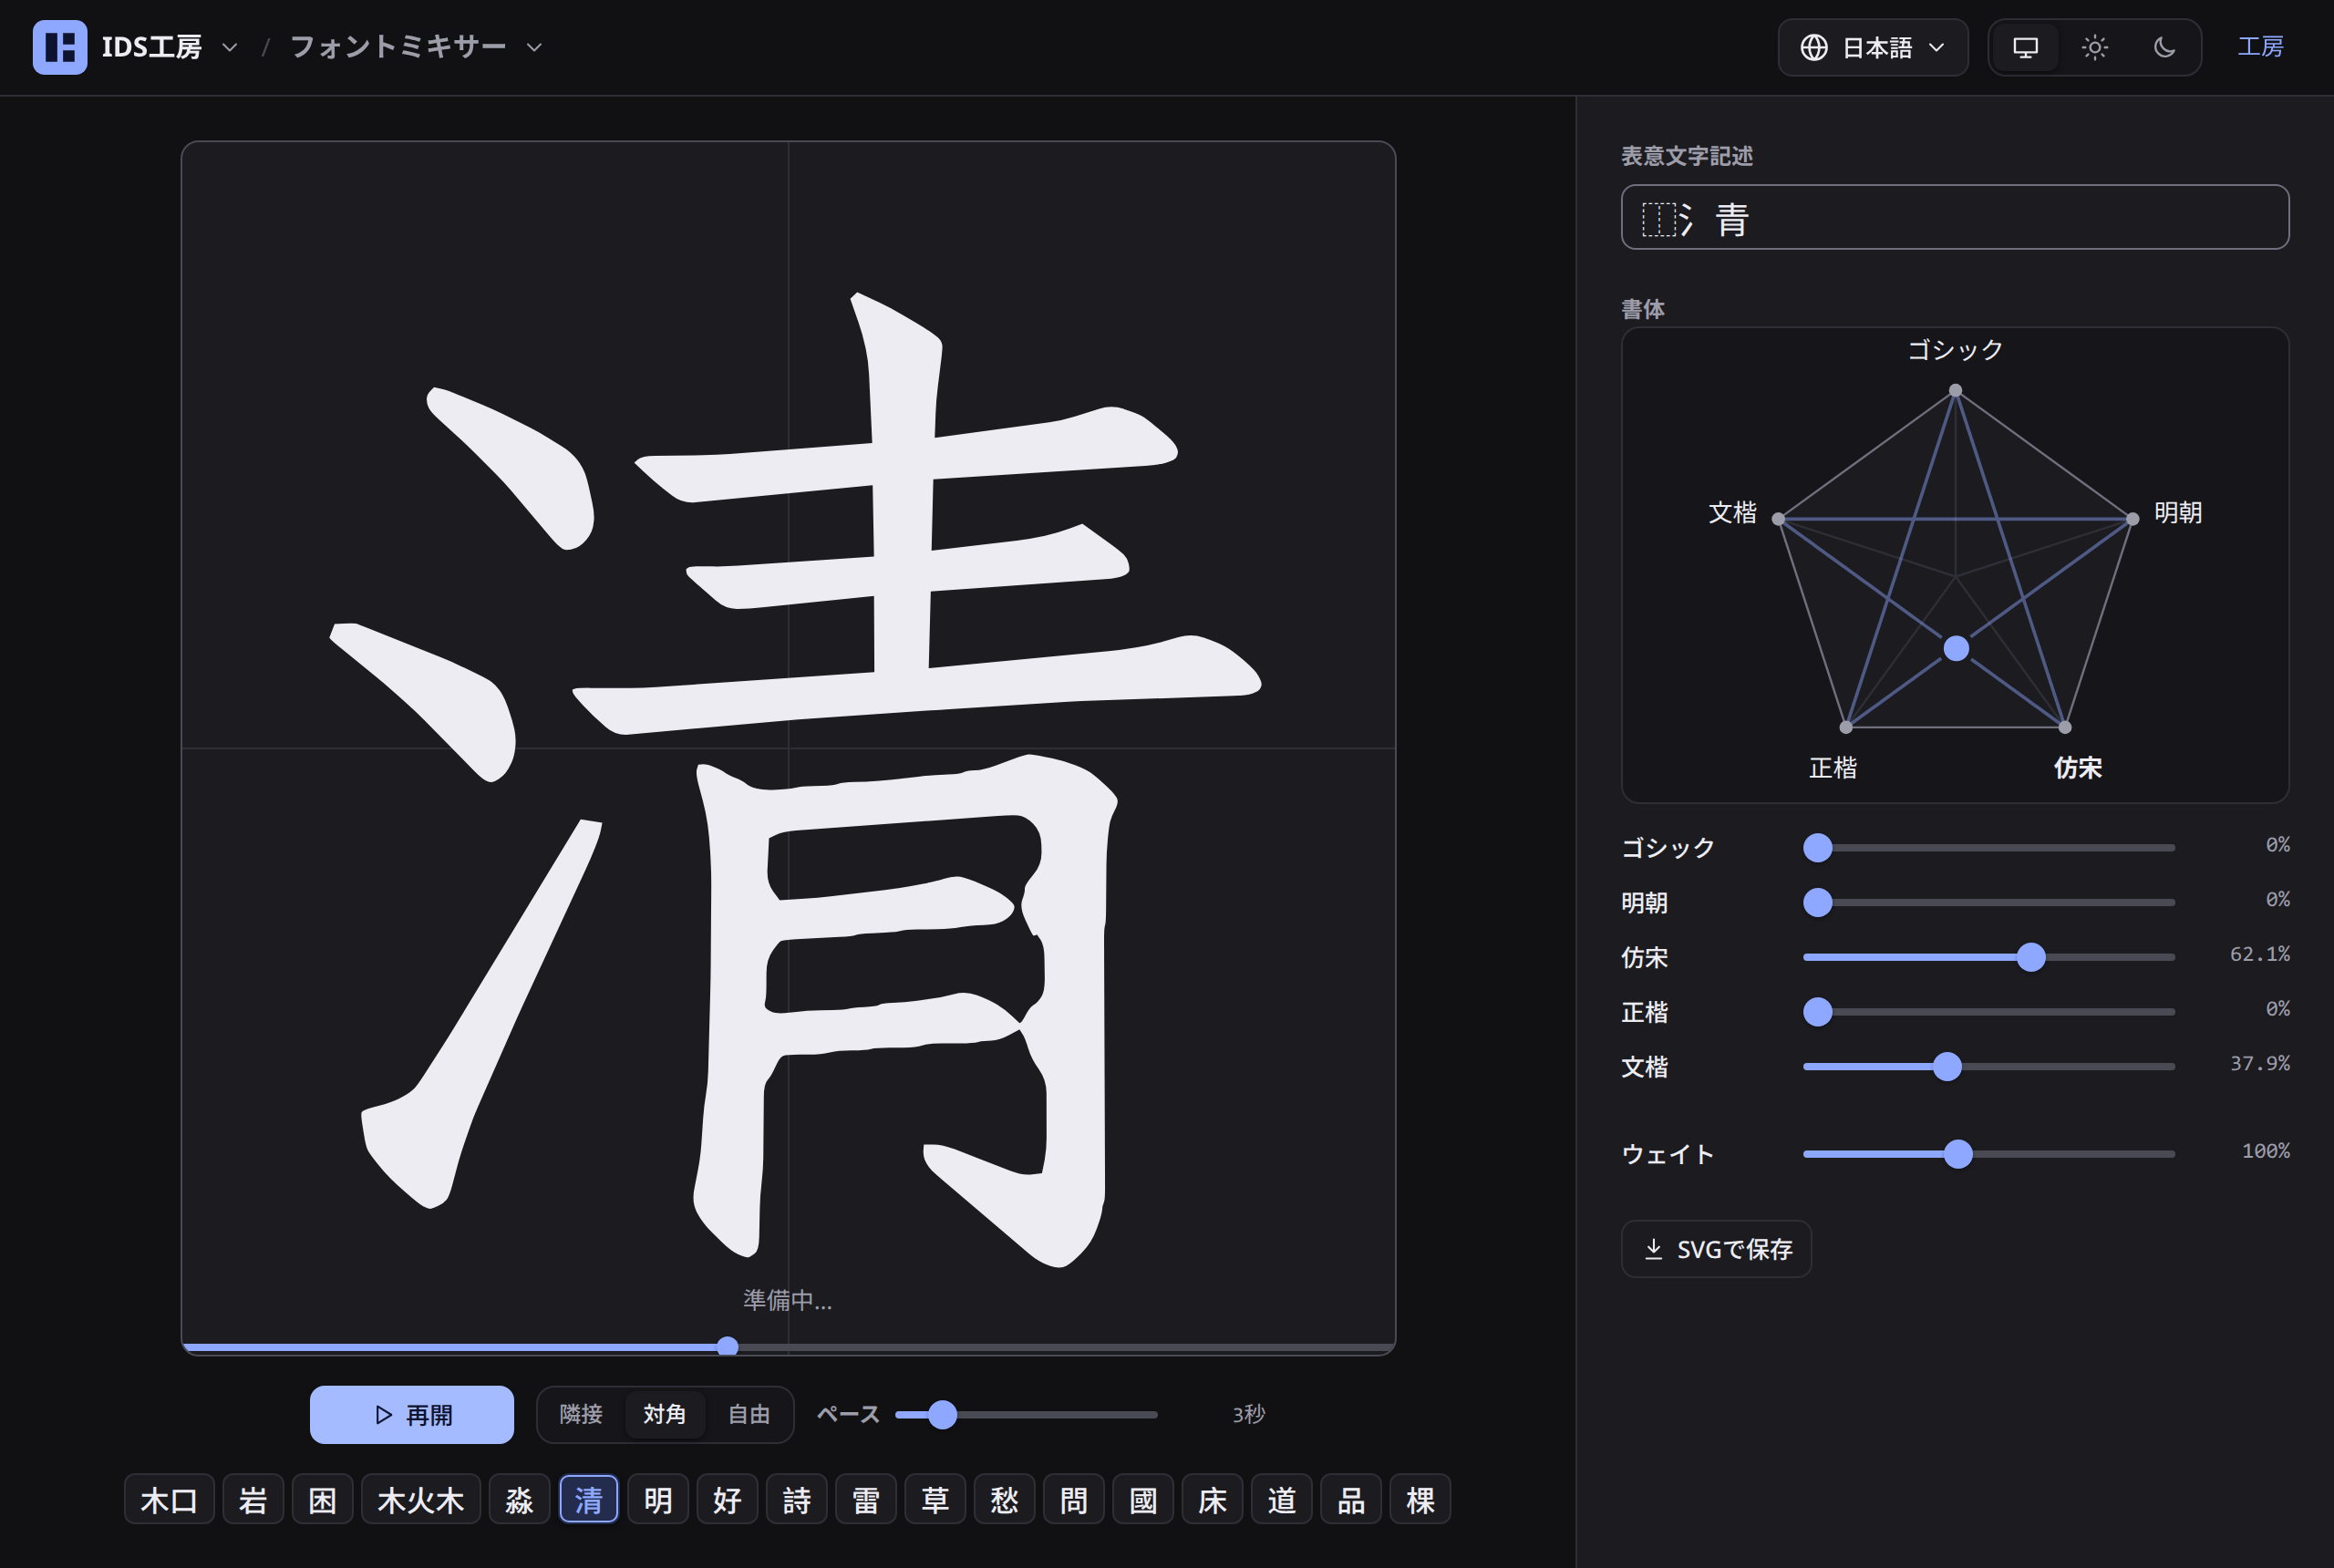 IDS工房 / フォントミキサー
日本語
工房
清
準備中...
再開
隣接 対角 自由
ペース 3秒
木口 岩 困 木火木 淼 清 明 好 詩 雷 草 愁 問 國 床 道 品 棵
表意文字記述
⿰氵青
書体
ゴシック
文楷 明朝
正楷 仿宋
ゴシック 0%
明朝 0%
仿宋 62.1%
正楷 0%
文楷 37.9%
ウェイト 100%
SVGで保存